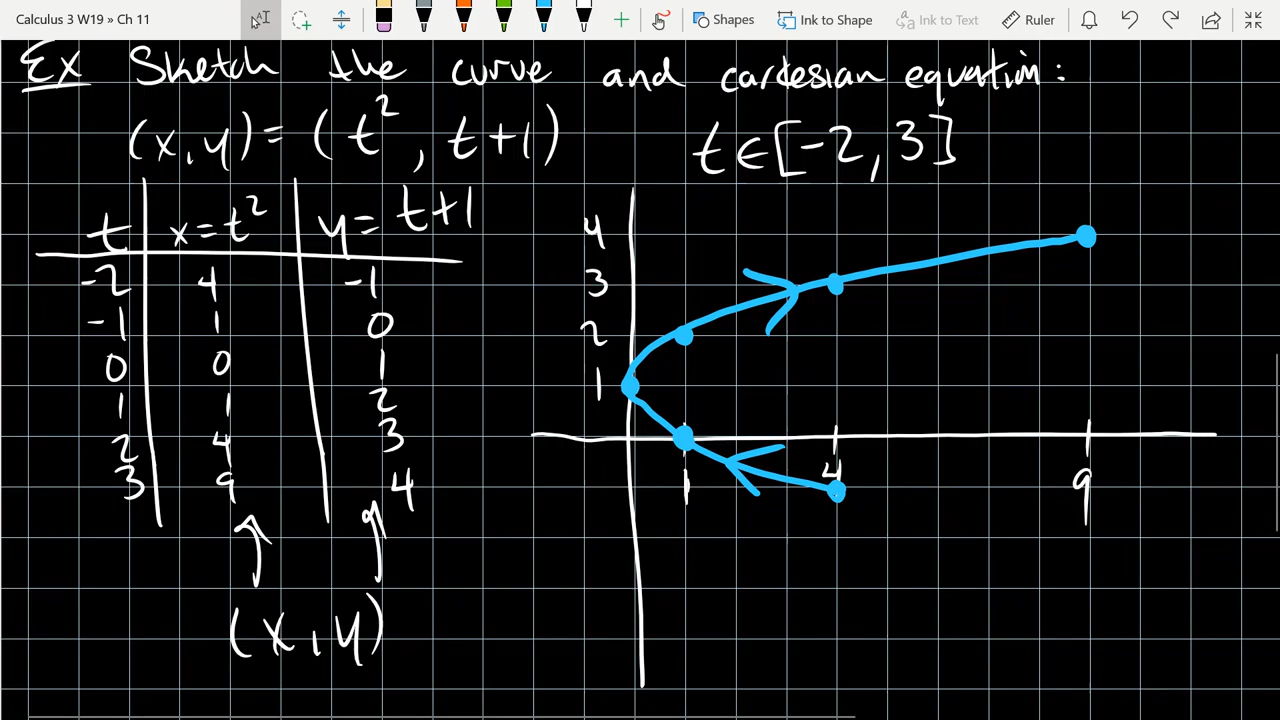 Calculus 3 W19 » Ch 11
Shapes Ink to Shape Ink to Text Ruler
Ex Sketch the curve and cartesian equation:
(x,y) = (t², t+1) t∈[-2,3]
t x=t² y=t+1
-2 4 -1
-1 1 0
0 0 1
1 1 2
2 4 3
3 9 4
(x,y)
4
3
2
1
1 4 9